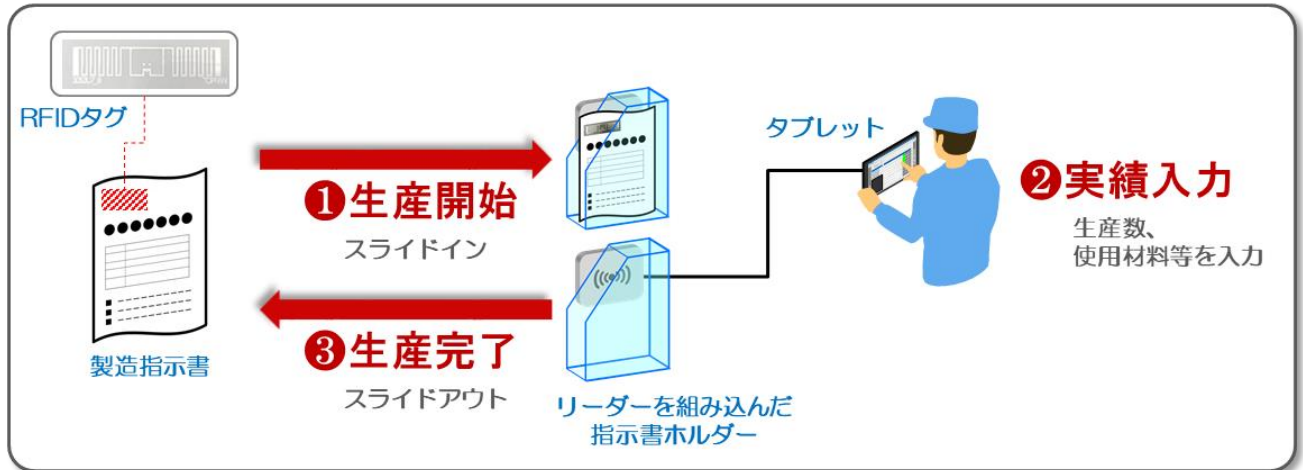 RFIDタグ
製造指示書
❶生産開始
スライドイン
❸生産完了
スライドアウト
リーダーを組み込んだ
指示書ホルダー
タブレット
❷実績入力
生産数、
使用材料等を入力